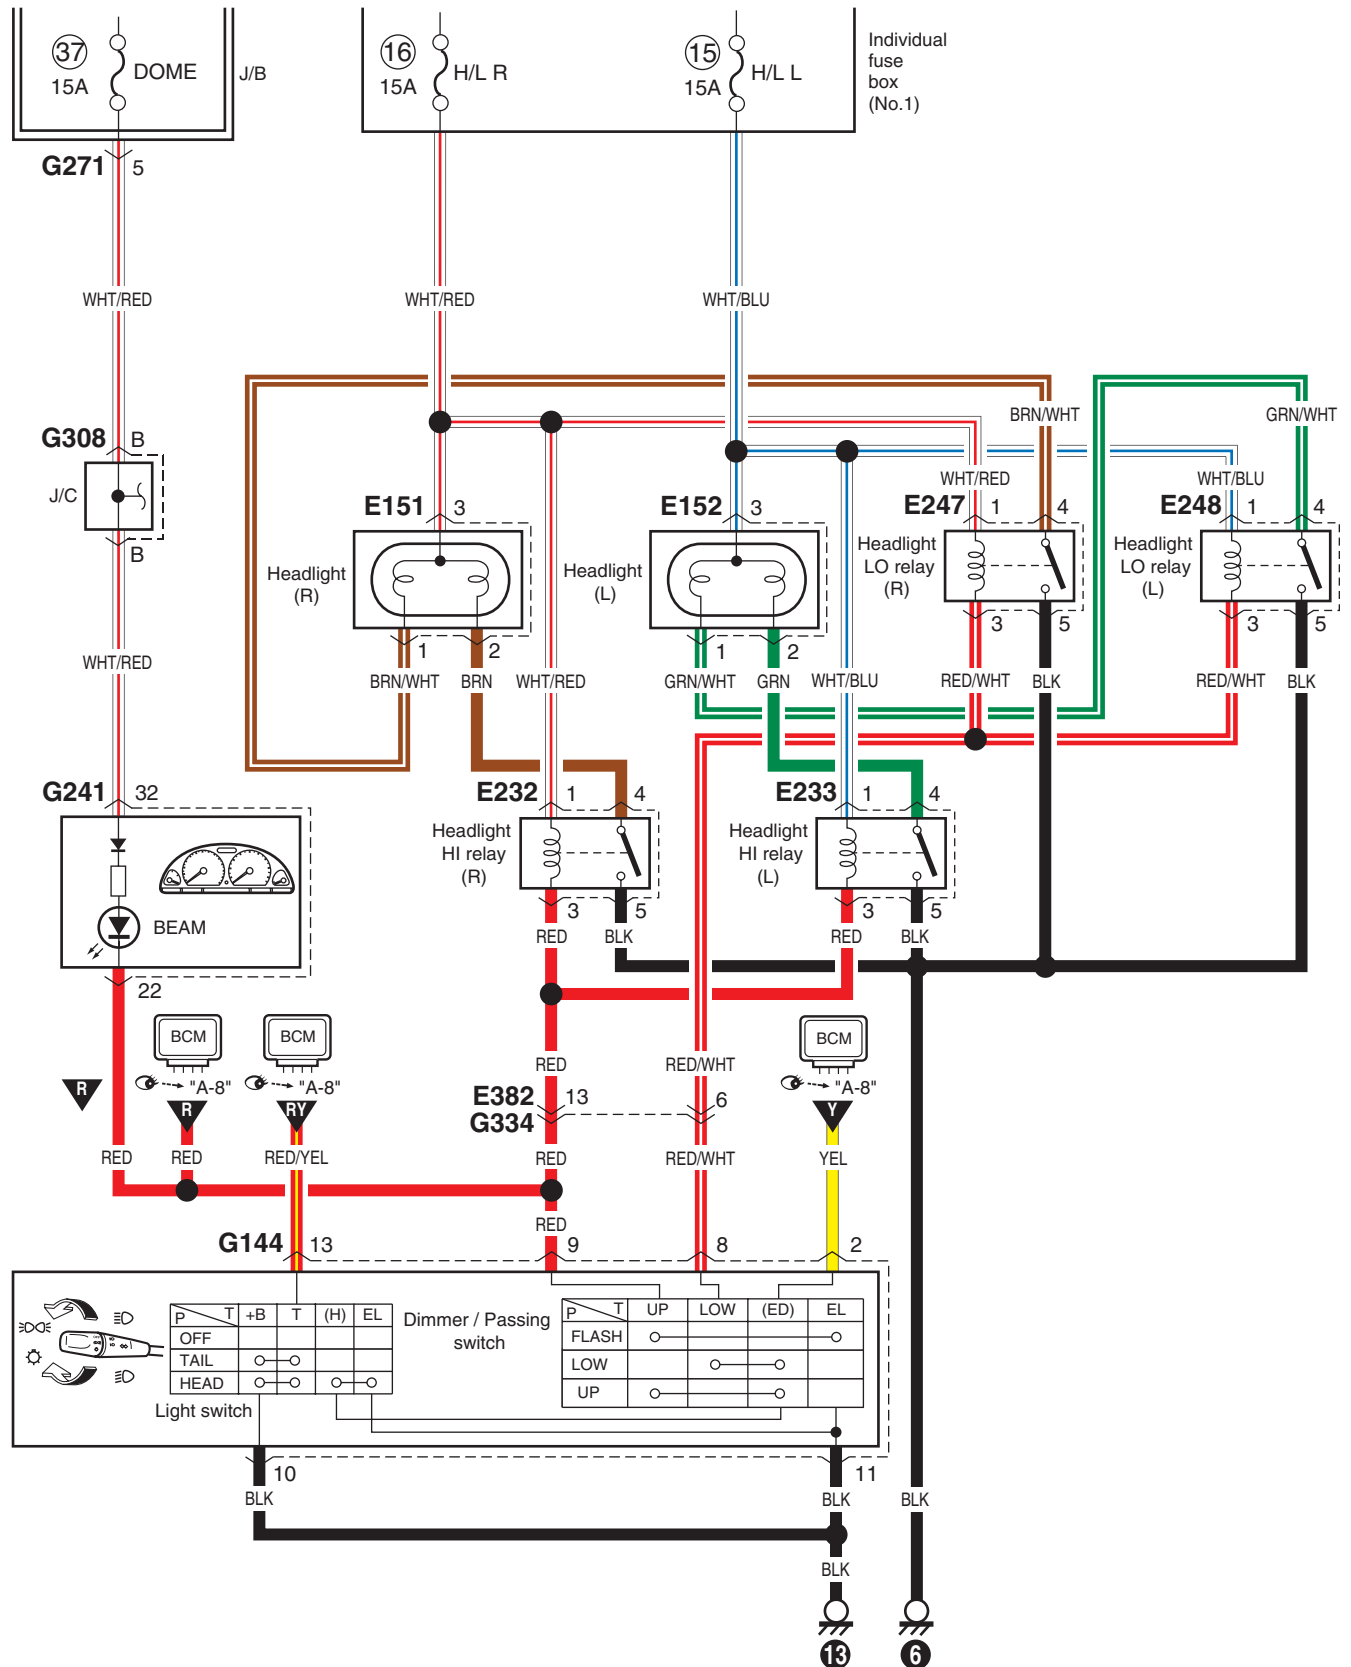 37
15A
DOME
J/B
16
15A
H/L R
15
15A
H/L L
Individual
fuse
box
(No.1)
G271 5
WHT/RED
WHT/RED
WHT/BLU
BRN/WHT
GRN/WHT
G308 B
J/C
B
WHT/RED
WHT/BLU
E151 3
E152 3
E247 1 4
E248 1 4
Headlight
(R)
Headlight
(L)
Headlight
LO relay
(R)
Headlight
LO relay
(L)
1 2
1 2
3 5
3 5
WHT/RED
BRN/WHT
BRN
WHT/RED
GRN/WHT
GRN
WHT/BLU
RED/WHT
BLK
RED/WHT
BLK
G241 32
E232 1 4
E233 1 4
Headlight
HI relay
(R)
Headlight
HI relay
(L)
BEAM
3 5
3 5
RED
BLK
RED
BLK
22
BCM
BCM
BCM
"A-8"
"A-8"
"A-8"
R
R
RY
Y
RED
RED/WHT
E382 13 6
G334
RED
RED
RED/YEL
RED
RED/WHT
YEL
RED
G144 13 9 8 2
P T +B T (H) EL
OFF
TAIL
HEAD
Light switch
Dimmer / Passing
switch
P T UP LOW (ED) EL
FLASH
LOW
UP
10 11
BLK
BLK
BLK
BLK
13
6